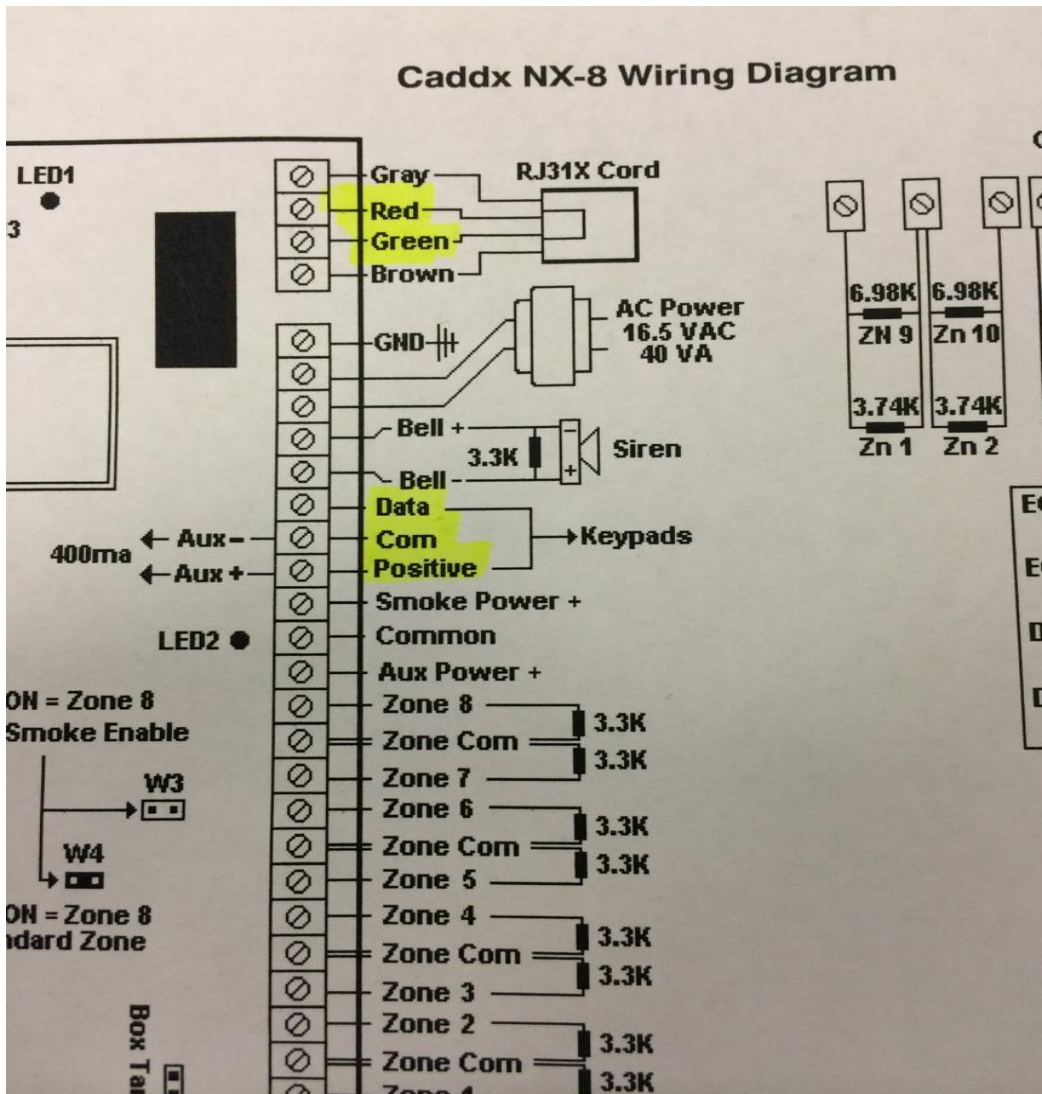 Caddx NX-8 Wiring Diagram
LED1
3
Gray
Red
Green
Brown
RJ31X Cord
GND
AC Power
16.5 VAC
40 VA
Bell +
3.3K
Siren
- 
+
Bell -
Data
Com
Positive
Keypads
400ma
Aux-
Aux +
Smoke Power +
LED2
Common
Aux Power +
ON = Zone 8
Smoke Enable
W3
W4
ON = Zone 8
ndard Zone
Zone 8
3.3K
Zone Com
3.3K
Zone 7
Zone 6
3.3K
Zone Com
3.3K
Zone 5
Zone 4
3.3K
Zone Com
3.3K
Zone 3
Zone 2
3.3K
Zone Com
3.3K
Box Tar
6.98K 6.98K
ZN 9 Zn 10
3.74K 3.74K
Zn 1 Zn 2